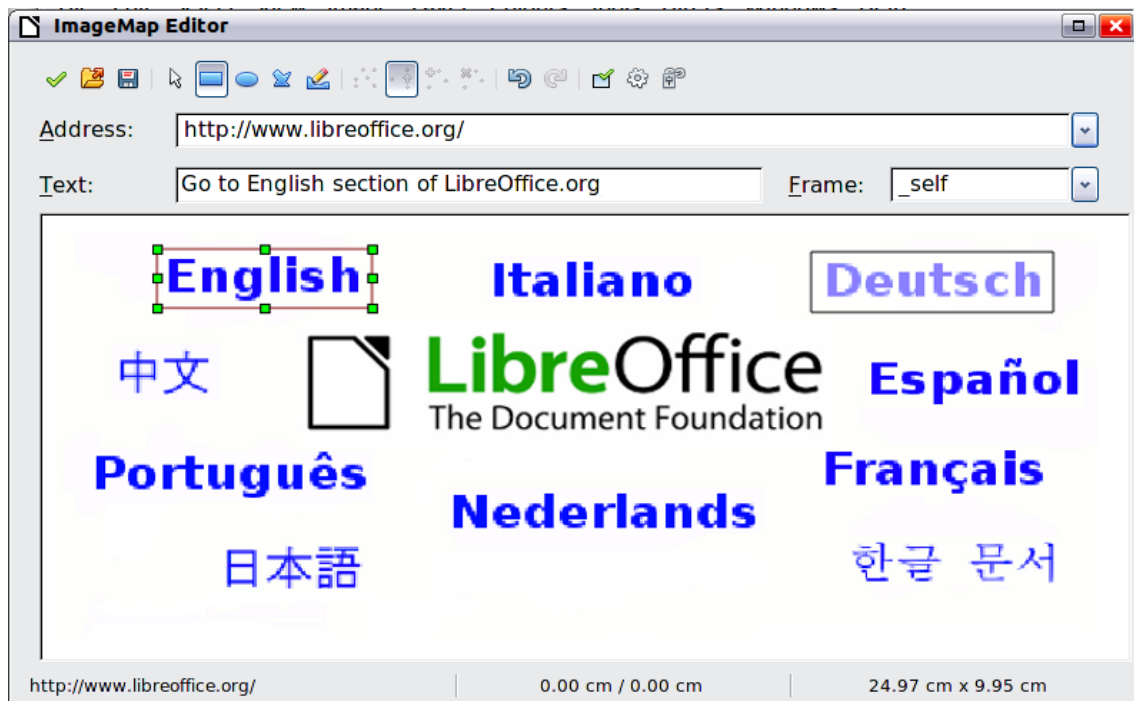 ImageMap Editor
Address: http://www.libreoffice.org/
Text: Go to English section of LibreOffice.org Frame: _self
English Italiano Deutsch
中文 LibreOffice Español
The Document Foundation
Português Français
Nederlands
日本語 한글 문서
http://www.libreoffice.org/ 0.00 cm / 0.00 cm 24.97 cm x 9.95 cm